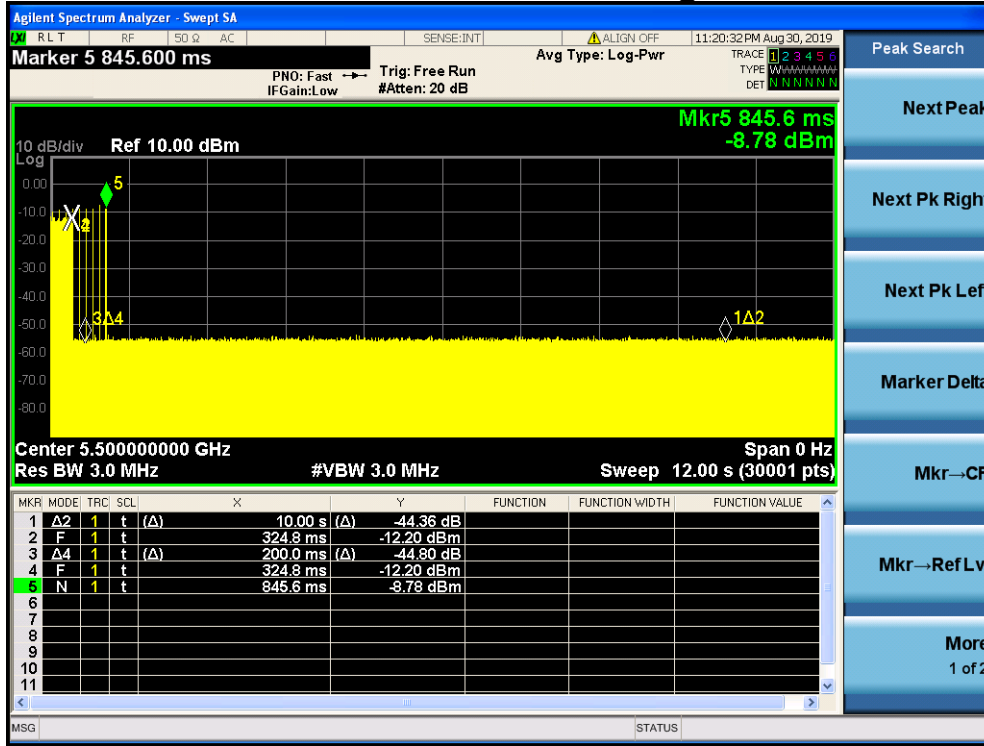 Agilent Spectrum Analyzer - Swept SA
LXI RLT RF 50 Ω AC SENSE:INT ALIGN OFF 11:20:32 PM Aug 30, 2019
Marker 5 845.600 ms
PNO: Fast
IFGain:Low
Trig: Free Run
#Atten: 20 dB
Avg Type: Log-Pwr
TRACE 1 2 3 4 5 6
TYPE WWWWWW
DET N N N N N N
Peak Search
Mkr5 845.6 ms
-8.78 dBm
10 dB/div Ref 10.00 dBm
Log
0.00
-10.0
-20.0
-30.0
-40.0
-50.0
-60.0
-70.0
-80.0
5
X2
3Δ4
1Δ2
Center 5.500000000 GHz Span 0 Hz
Res BW 3.0 MHz #VBW 3.0 MHz Sweep 12.00 s (30001 pts)
MKR MODE TRC SCL X Y FUNCTION FUNCTION WIDTH FUNCTION VALUE
1 Δ2 1 t (Δ) 10.00 s (Δ) -44.36 dB
2 F 1 t 324.8 ms -12.20 dBm
3 Δ4 1 t (Δ) 200.0 ms (Δ) -44.80 dB
4 F 1 t 324.8 ms -12.20 dBm
5 N 1 t 845.6 ms -8.78 dBm
6
7
8
9
10
11
MSG STATUS
Next Peak
Next Pk Right
Next Pk Left
Marker Delta
Mkr→CF
Mkr→Ref Lv
More
1 of 2